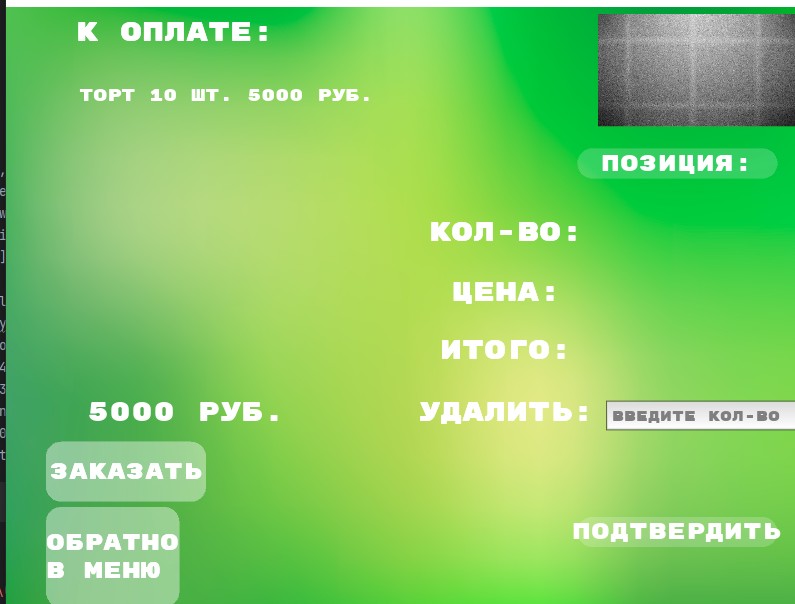 К ОПЛАТЕ:
ТОРТ 10 ШТ. 5000 РУБ.
ПОЗИЦИЯ:
КОЛ-ВО:
ЦЕНА:
ИТОГО:
5000 РУБ.
УДАЛИТЬ:
ВВЕДИТЕ КОЛ-ВО
ЗАКАЗАТЬ
ПОДТВЕРДИТЬ
ОБРАТНО
В МЕНЮ